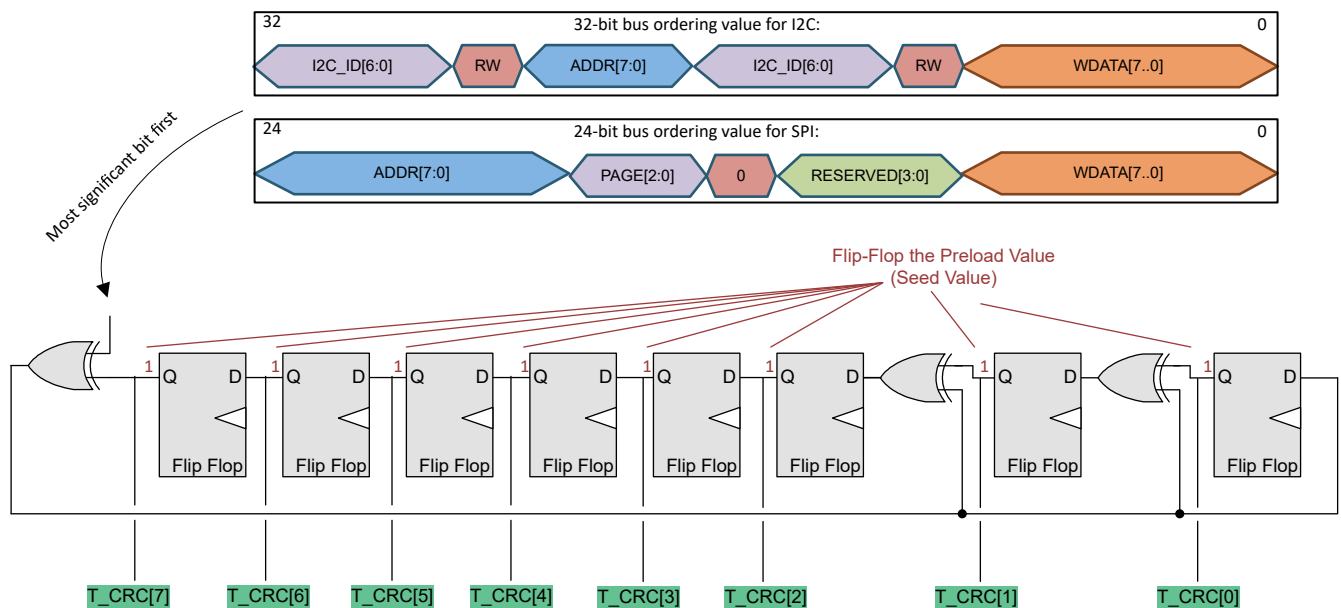 32 32-bit bus ordering value for I2C: 0
I2C_ID[6:0] RW ADDR[7:0] I2C_ID[6:0] RW WDATA[7..0]
Most significant bit first
24 24-bit bus ordering value for SPI: 0
ADDR[7:0] PAGE[2:0] 0 RESERVED[3:0] WDATA[7..0]
Flip-Flop the Preload Value
(Seed Value)
1 1 1 1 1 1 1 1
Q D Q D Q D Q D Q D Q D Q D Q D
Flip Flop Flip Flop Flip Flop Flip Flop Flip Flop Flip Flop Flip Flop Flip Flop
T_CRC[7] T_CRC[6] T_CRC[5] T_CRC[4] T_CRC[3] T_CRC[2] T_CRC[1] T_CRC[0]